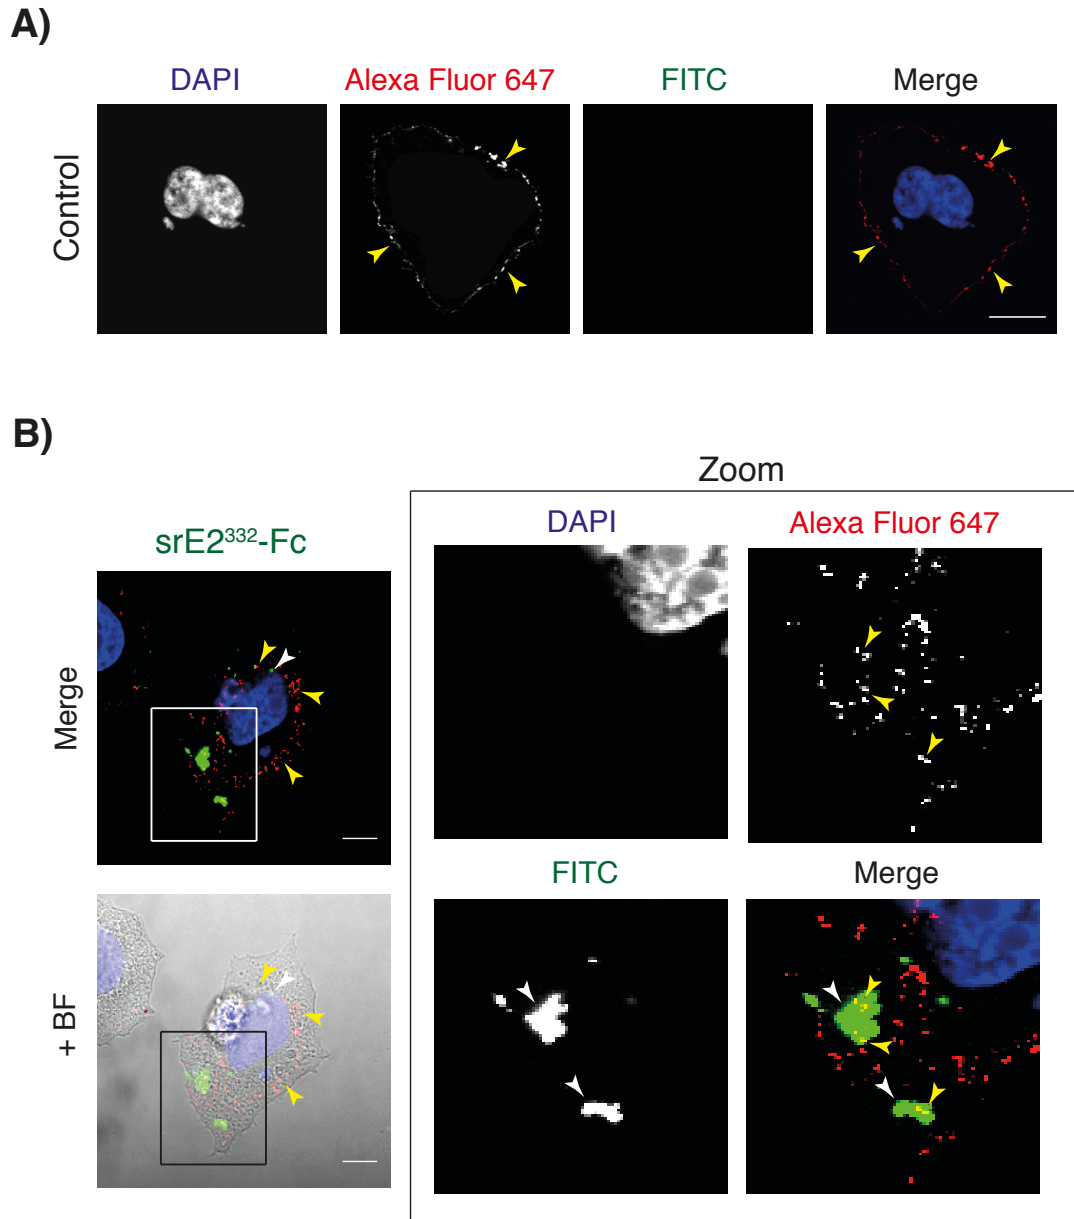 A)
DAPI
Alexa Fluor 647
FITC
Merge
Control
B)
Zoom
srE2³³²-Fc
DAPI
Alexa Fluor 647
Merge
FITC
Merge
+ BF